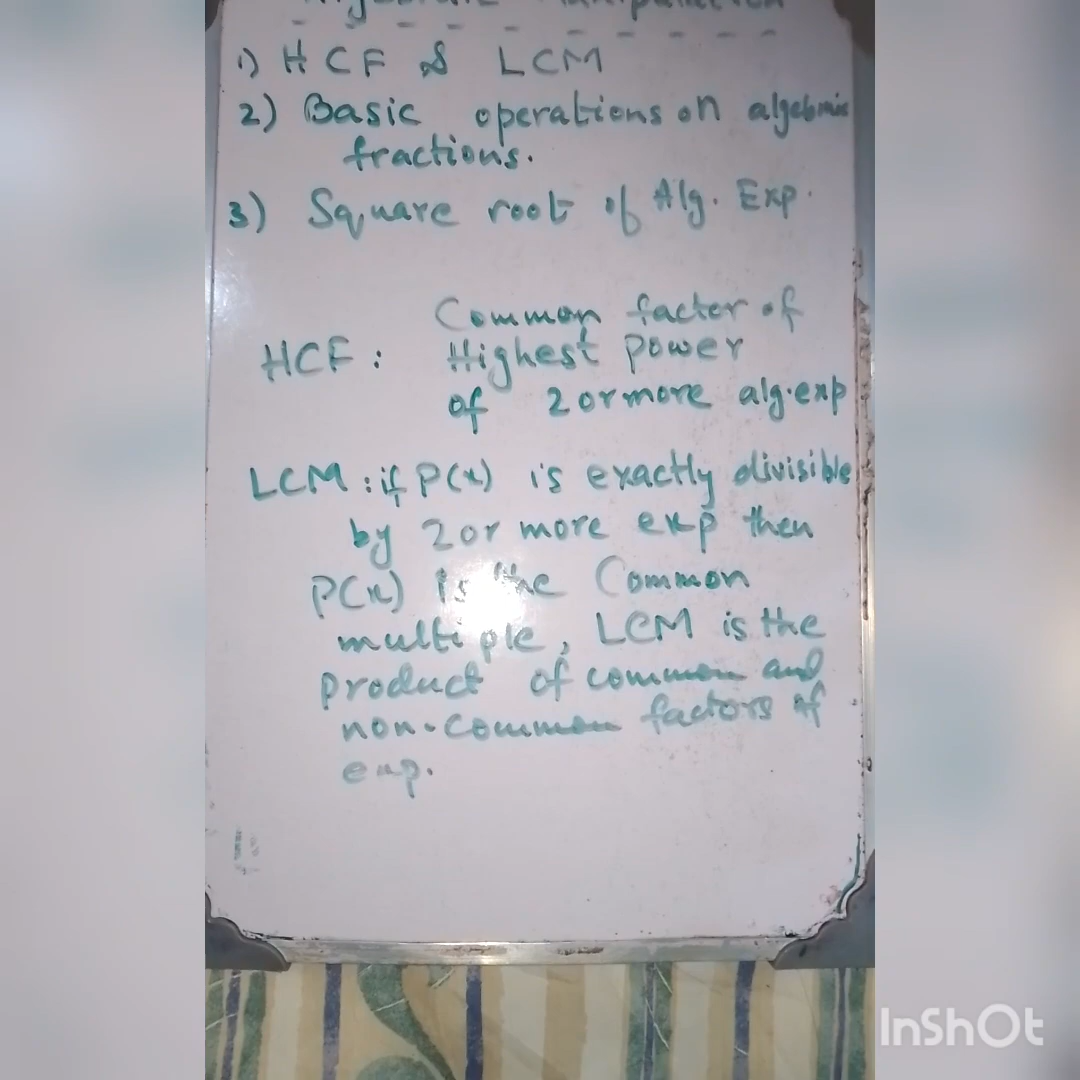 Algebraic Manipulation
1) HCF & LCM
2) Basic operations on algebraic
fractions.
3) Square root of Alg. Exp.
Common factor of
HCF: Highest power
of 2 or more alg.exp
LCM: if P(x) is exactly divisible
by 2 or more exp then
P(x) is the Common
multiple, LCM is the
product of common and
non-common factors of
exp.
InShOt